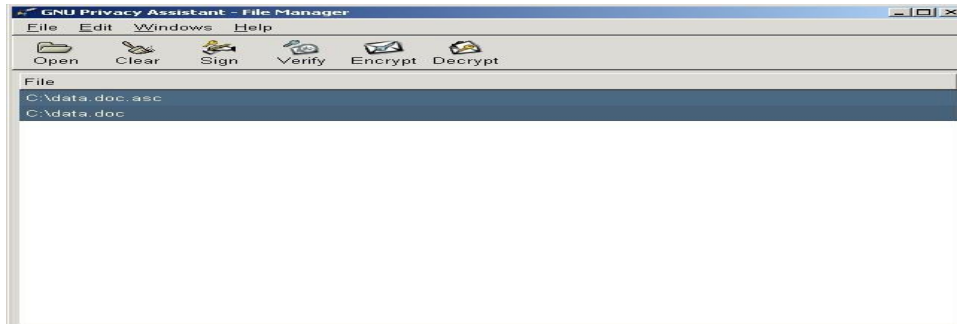 GNU Privacy Assistant - File Manager
File Edit Windows Help
Open Clear Sign Verify Encrypt Decrypt
File
C:\data.doc.asc
C:\data.doc